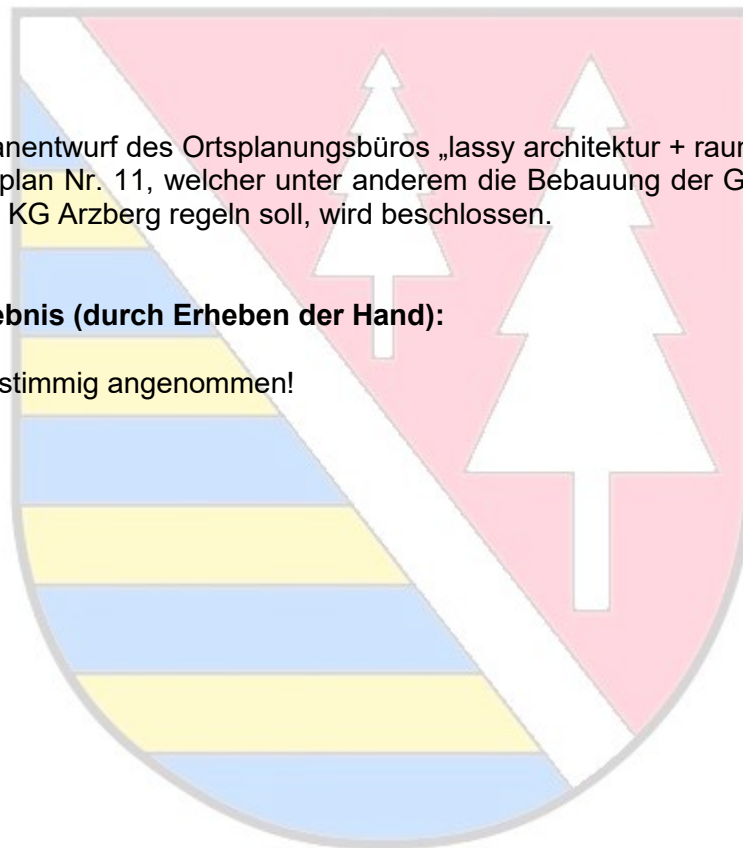 anentwurf des Ortsplanungsbüros „lassy architektur + raum
plan Nr. 11, welcher unter anderem die Bebauung der G
KG Arzberg regeln soll, wird beschlossen.
ebnis (durch Erheben der Hand):
stimmig angenommen!